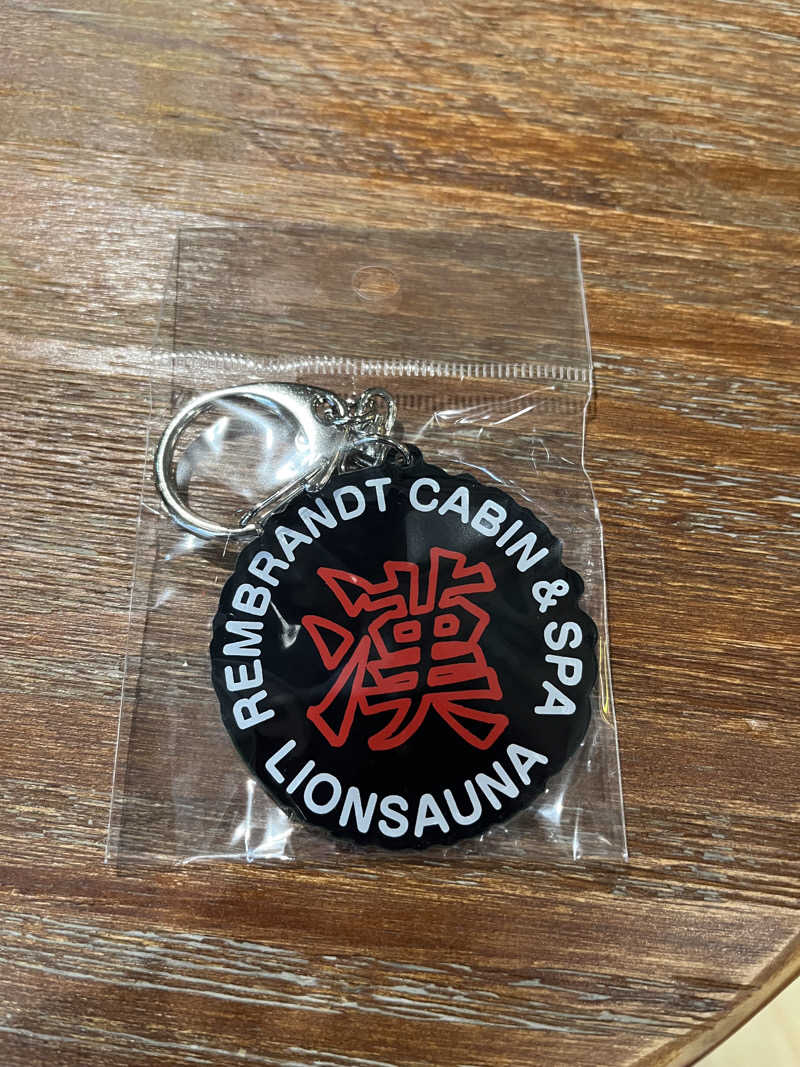 REMBRANDT CABIN & SPA
漢
LIONSAUNA